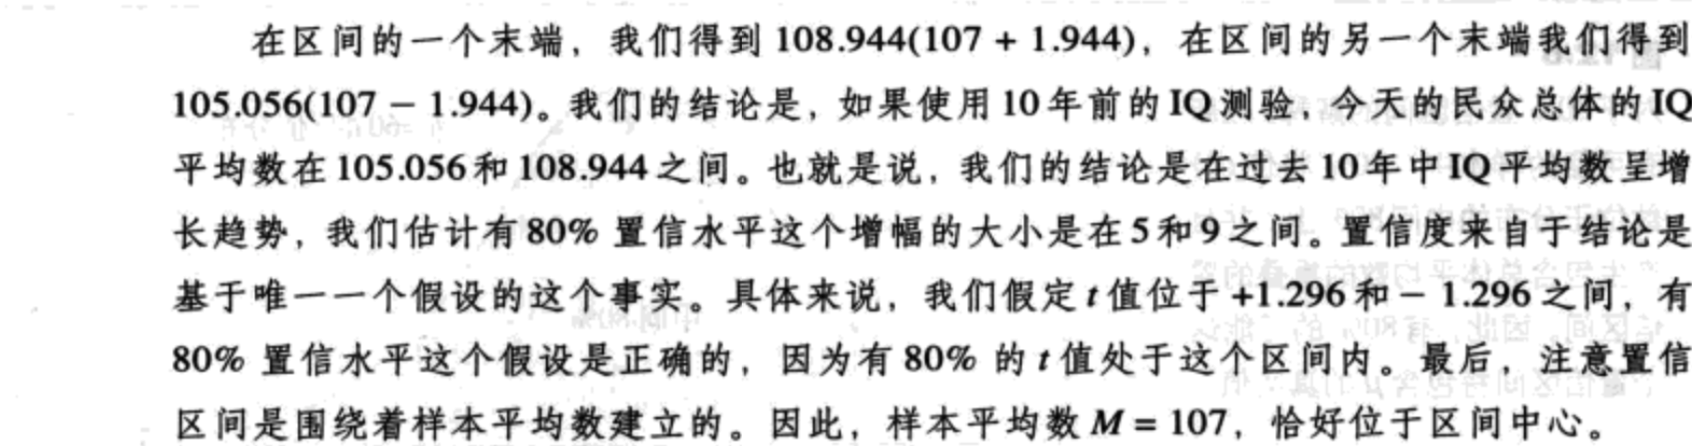 在区间的一个末端，我们得到 108.944(107 + 1.944)，在区间的另一个末端我们得到
105.056(107 − 1.944)。我们的结论是，如果使用 10 年前的 IQ 测验，今天的民众总体的 IQ
平均数在 105.056 和 108.944 之间。也就是说，我们的结论是在过去 10 年中 IQ 平均数呈增
长趋势，我们估计有 80% 置信水平这个增幅的大小是在 5 和 9 之间。置信度来自于结论是
基于唯一一个假设的这个事实。具体来说，我们假定 t 值位于 +1.296 和 − 1.296 之间，有
80% 置信水平这个假设是正确的，因为有 80% 的 t 值处于这个区间内。最后，注意置信
区间是围绕着样本平均数建立的。因此，样本平均数 M = 107，恰好位于区间中心。